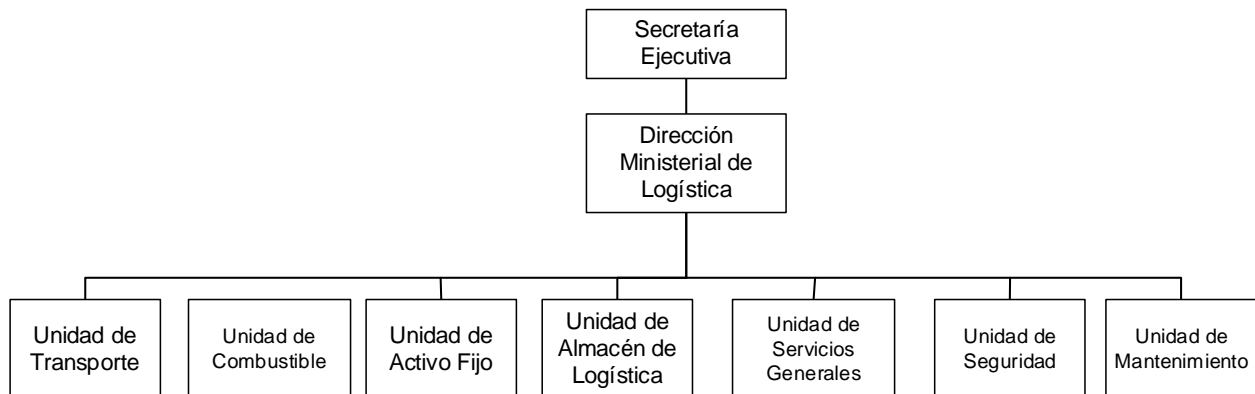 Secretaría
Ejecutiva
Dirección
Ministerial de
Logística
Unidad de
Transporte
Unidad de
Combustible
Unidad de
Activo Fijo
Unidad de
Almacén de
Logística
Unidad de
Servicios
Generales
Unidad de
Seguridad
Unidad de
Mantenimiento